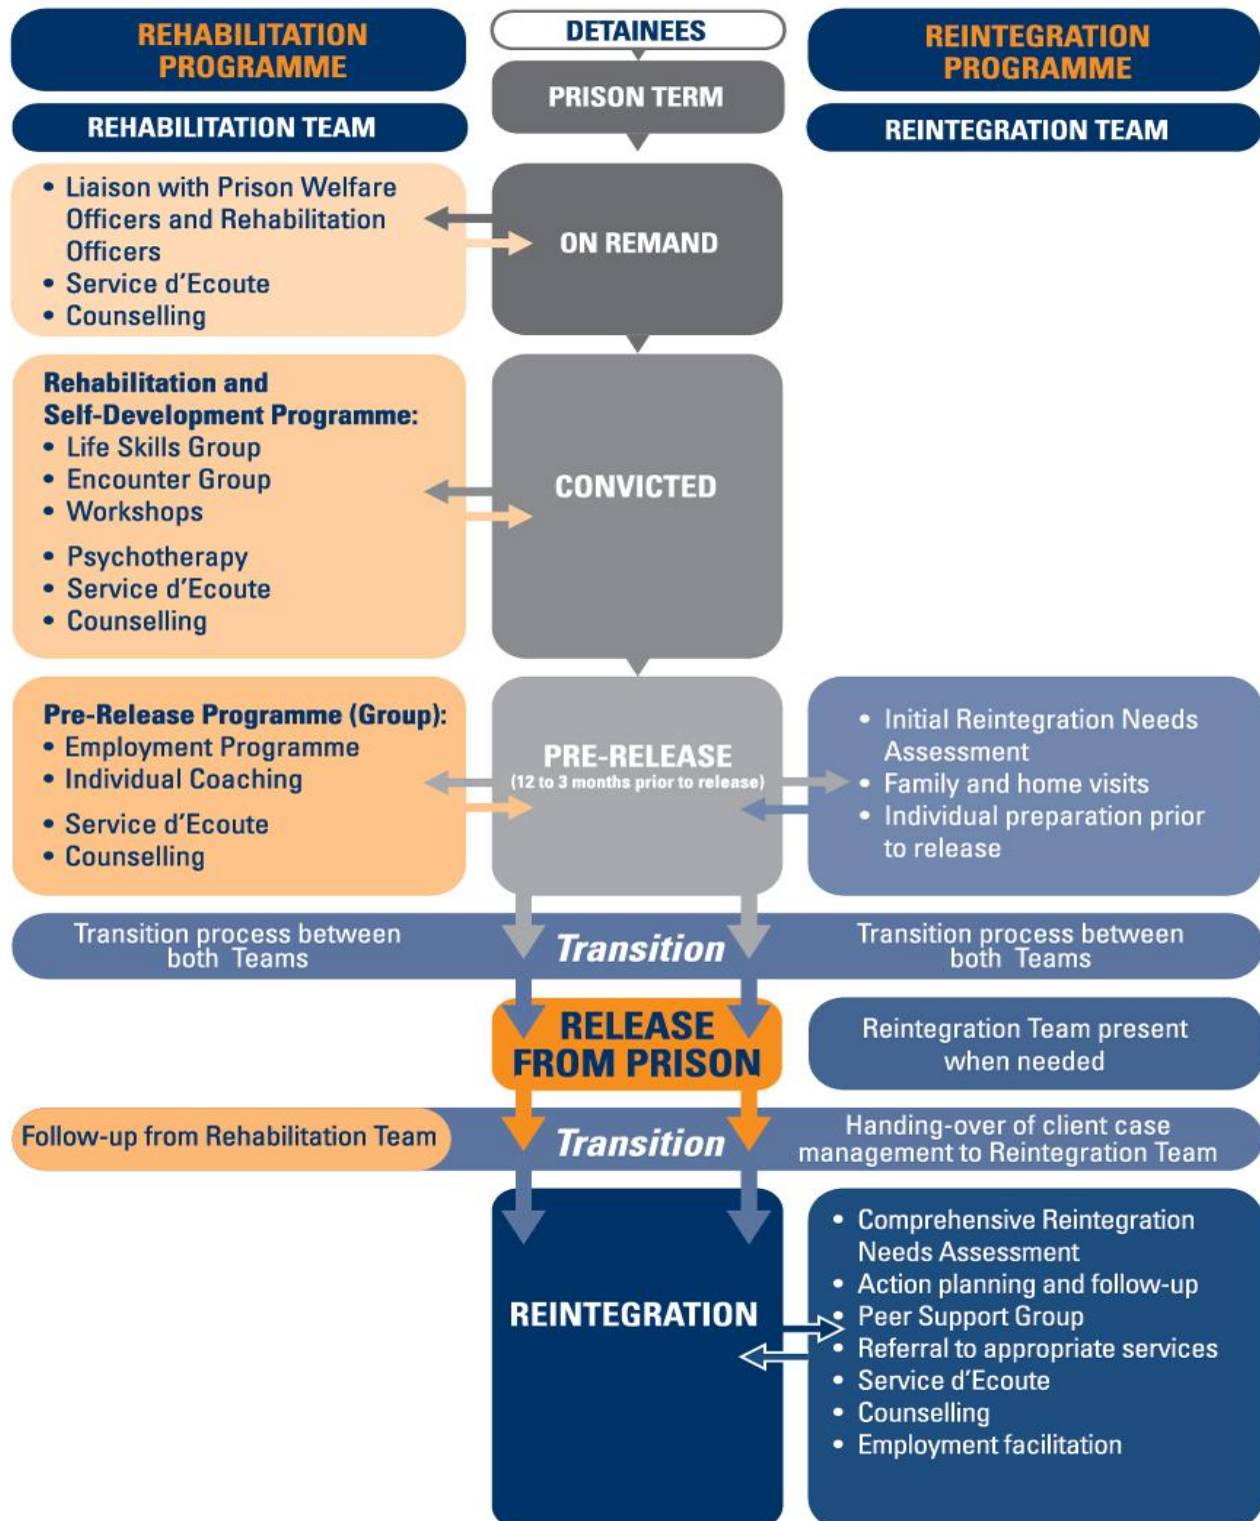 REHABILITATION
PROGRAMME
DETAINEES
REINTEGRATION
PROGRAMME
REHABILITATION TEAM
PRISON TERM
REINTEGRATION TEAM
• Liaison with Prison Welfare
Officers and Rehabilitation
Officers
• Service d'Ecoute
• Counselling
ON REMAND
Rehabilitation and
Self-Development Programme:
• Life Skills Group
• Encounter Group
• Workshops
• Psychotherapy
• Service d'Ecoute
• Counselling
CONVICTED
Pre-Release Programme (Group):
• Employment Programme
• Individual Coaching
• Service d'Ecoute
• Counselling
PRE-RELEASE
(12 to 3 months prior to release)
• Initial Reintegration Needs
Assessment
• Family and home visits
• Individual preparation prior
to release
Transition process between
both Teams
Transition
Transition process between
both Teams
RELEASE
FROM PRISON
Reintegration Team present
when needed
Follow-up from Rehabilitation Team
Transition
Handing-over of client case
management to Reintegration Team
REINTEGRATION
• Comprehensive Reintegration
Needs Assessment
• Action planning and follow-up
• Peer Support Group
• Referral to appropriate services
• Service d'Ecoute
• Counselling
• Employment facilitation